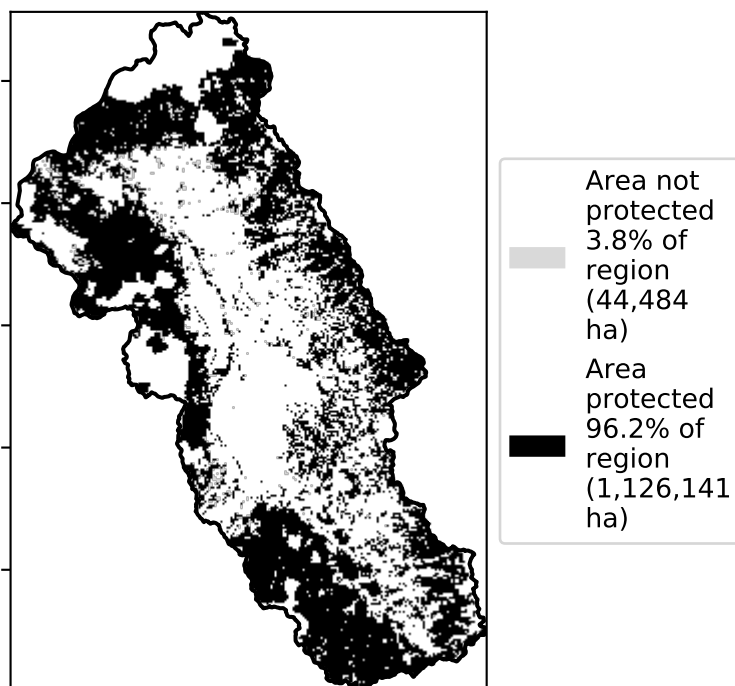 Area not
protected
3.8% of
region
(44,484
ha)
Area
protected
96.2% of
region
(1,126,141
ha)